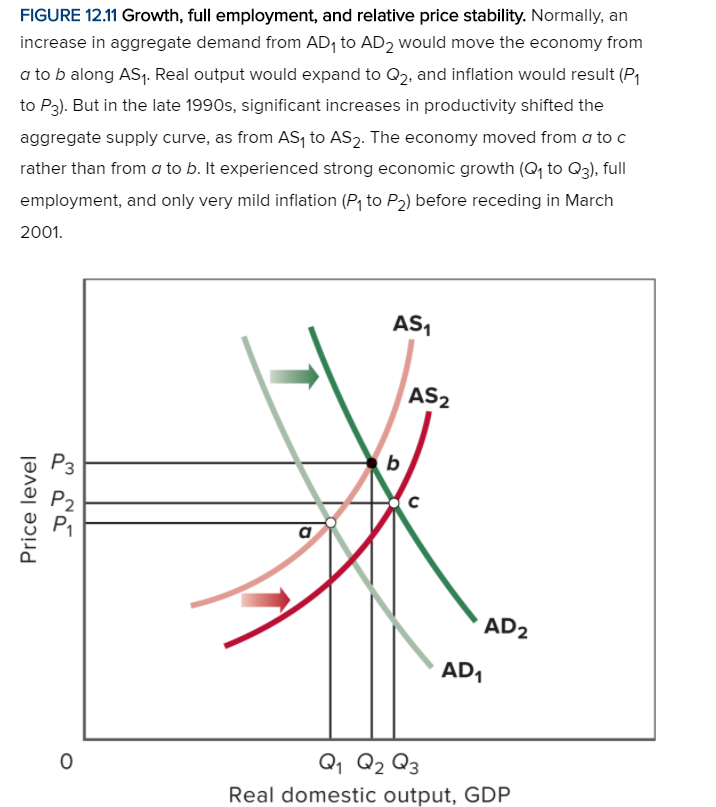 FIGURE 12.11 Growth, full employment, and relative price stability. Normally, an
increase in aggregate demand from AD₁ to AD₂ would move the economy from
a to b along AS₁. Real output would expand to Q₂, and inflation would result (P₁
to P₃). But in the late 1990s, significant increases in productivity shifted the
aggregate supply curve, as from AS₁ to AS₂. The economy moved from a to c
rather than from a to b. It experienced strong economic growth (Q₁ to Q₃), full
employment, and only very mild inflation (P₁ to P₂) before receding in March
2001.
AS₁
AS₂
P₃
b
P₂
c
P₁
a
Price level
AD₂
AD₁
0
Q₁ Q₂ Q₃
Real domestic output, GDP